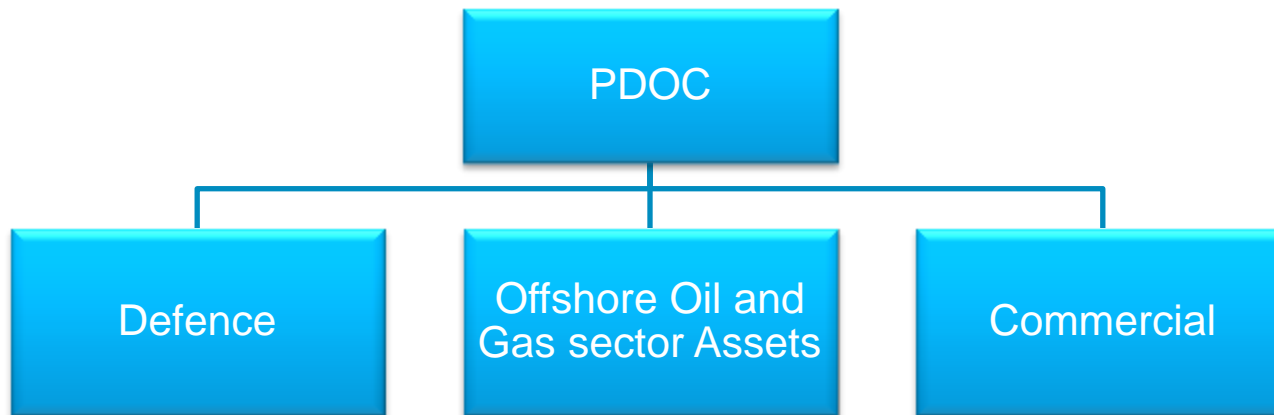 PDOC
Defence
Offshore Oil and
Gas sector Assets
Commercial